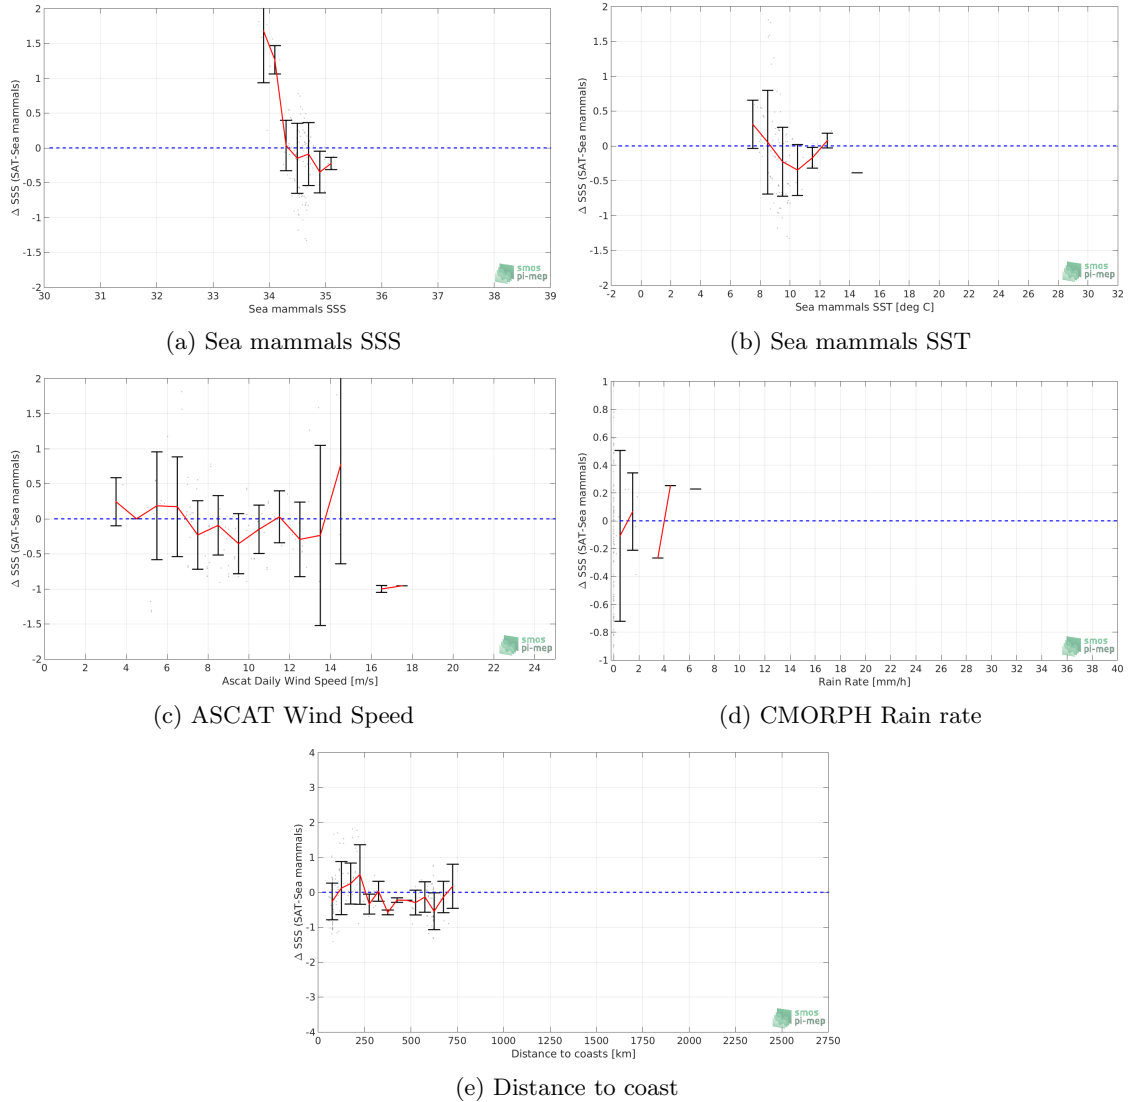 2
1.5
1
0.5
0
-0.5
-1
-1.5
-2
Δ SSS (SAT-Sea mammals)
30 31 32 33 34 35 36 37 38 39
Sea mammals SSS
smos
pi-mep
(a) Sea mammals SSS
2
1.5
1
0.5
0
-0.5
-1
-1.5
-2
Δ SSS (SAT-Sea mammals)
-2 0 2 4 6 8 10 12 14 16 18 20 22 24 26 28 30 32
Sea mammals SST [deg C]
smos
pi-mep
(b) Sea mammals SST
2
1.5
1
0.5
0
-0.5
-1
-1.5
-2
Δ SSS (SAT-Sea mammals)
0 2 4 6 8 10 12 14 16 18 20 22 24
Ascat Daily Wind Speed [m/s]
smos
pi-mep
(c) ASCAT Wind Speed
1
0.8
0.6
0.4
0.2
0
-0.2
-0.4
-0.6
-0.8
-1
Δ SSS (SAT-Sea mammals)
0 2 4 6 8 10 12 14 16 18 20 22 24 26 28 30 32 34 36 38 40
Rain Rate [mm/h]
smos
pi-mep
(d) CMORPH Rain rate
4
3
2
1
0
-1
-2
-3
-4
Δ SSS (SAT-Sea mammals)
0 250 500 750 1000 1250 1500 1750 2000 2250 2500 2750
Distance to coasts [km]
smos
pi-mep
(e) Distance to coast